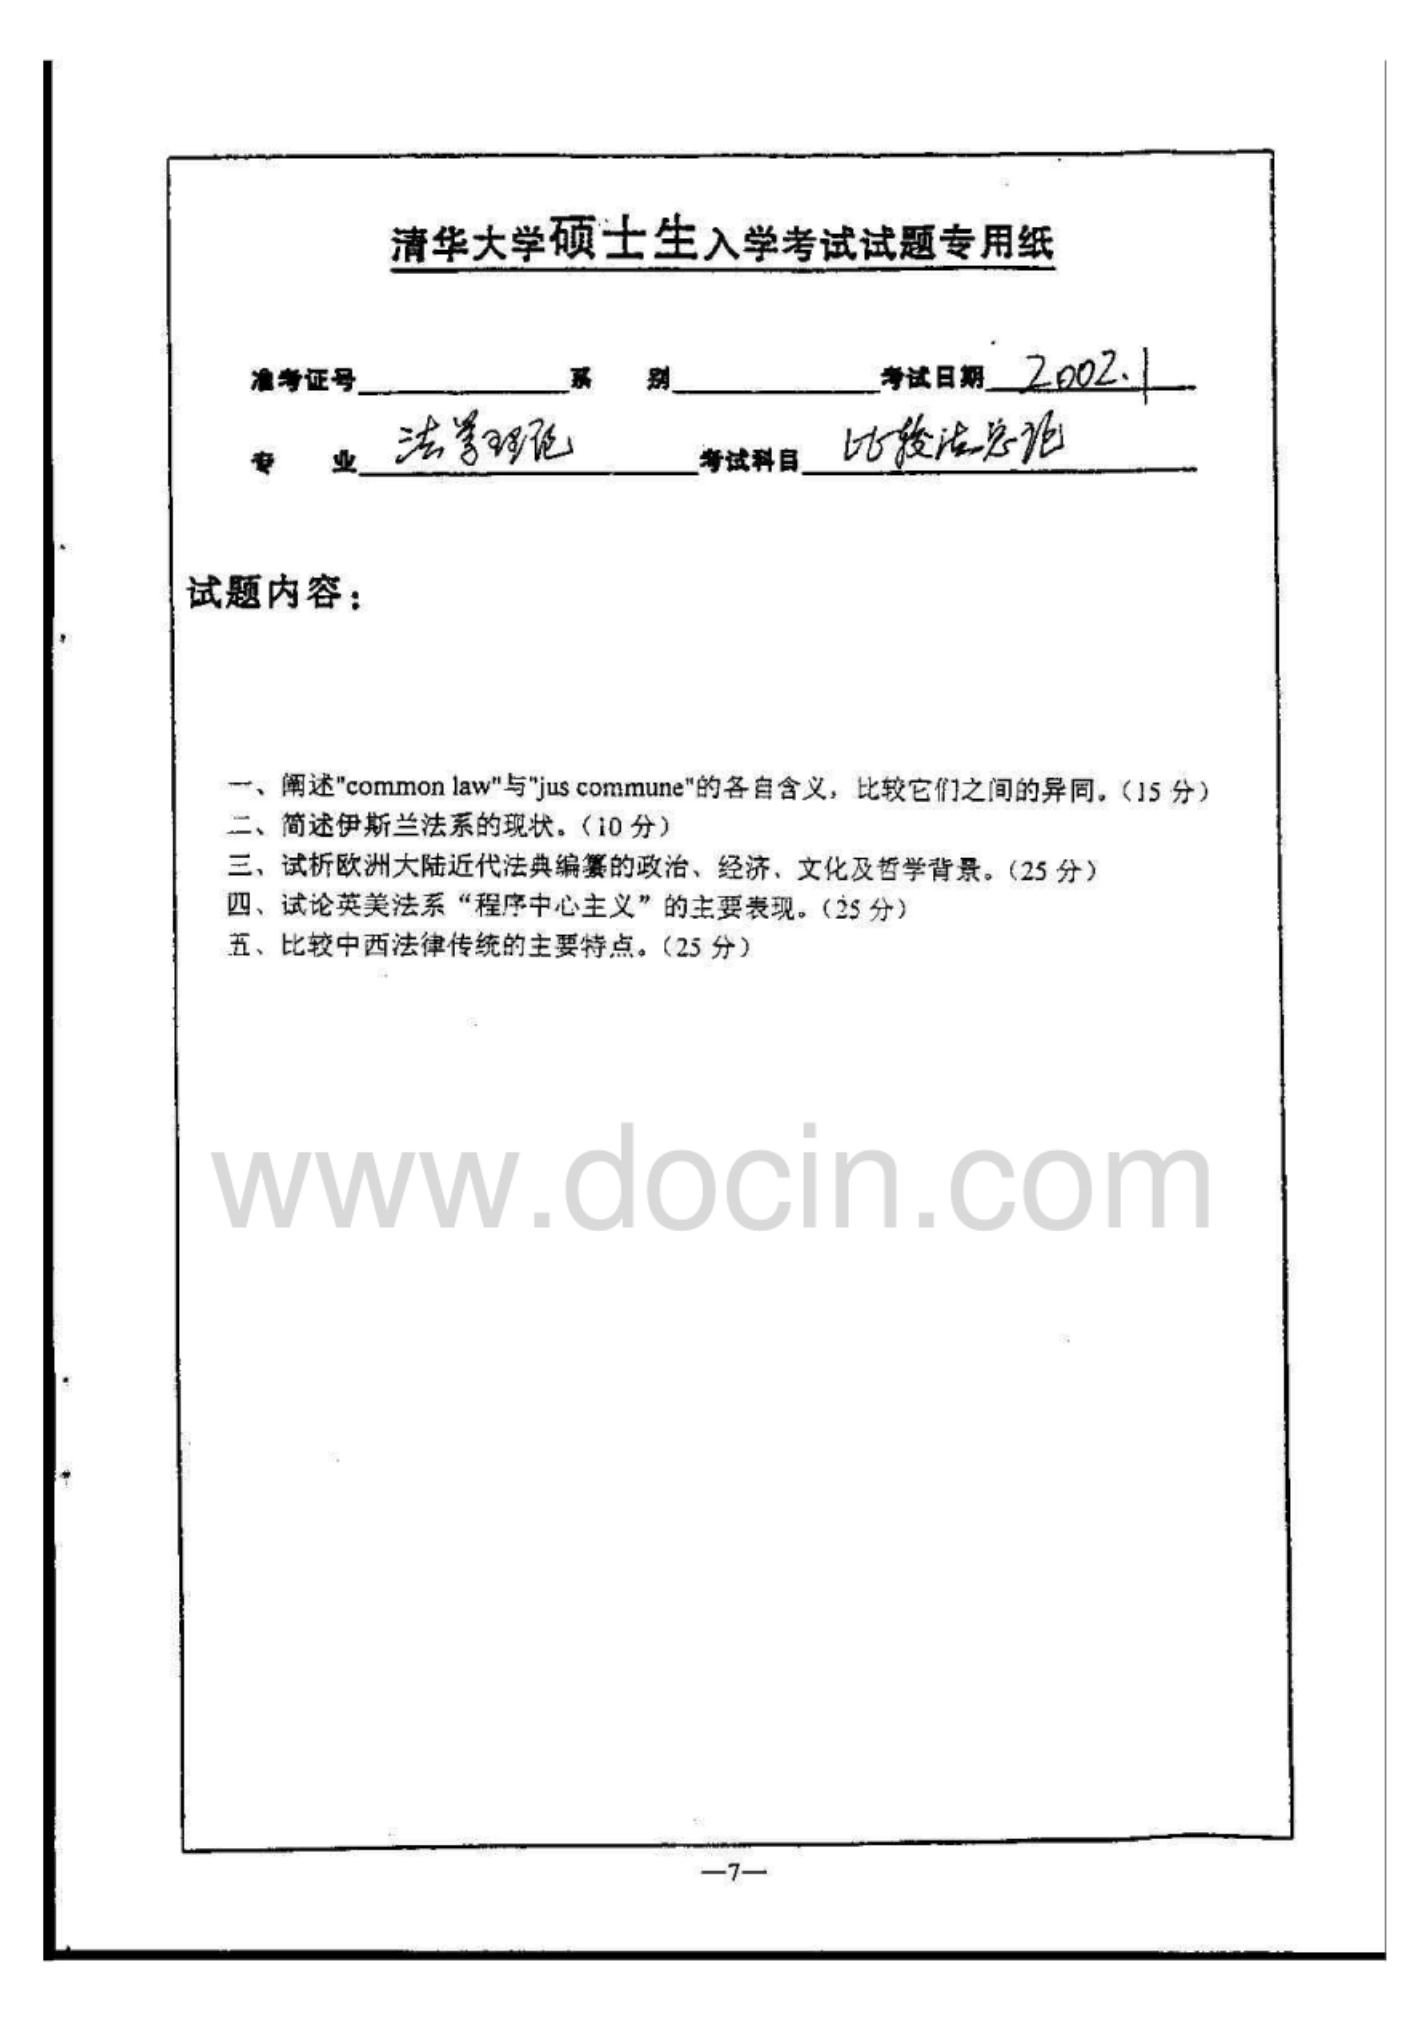 清华大学硕士生入学考试试题专用纸
准考证号 系 别 考试日期 2002.1
专 业 法学理论 考试科目 比较法总论
试题内容：
一、阐述"common law"与"jus commune"的各自含义，比较它们之间的异同。（15 分）
二、简述伊斯兰法系的现状。（10 分）
三、试析欧洲大陆近代法典编纂的政治、经济、文化及哲学背景。（25 分）
四、试论英美法系“程序中心主义”的主要表现。（25 分）
五、比较中西法律传统的主要特点。（25 分）
www.docin.com
—7—